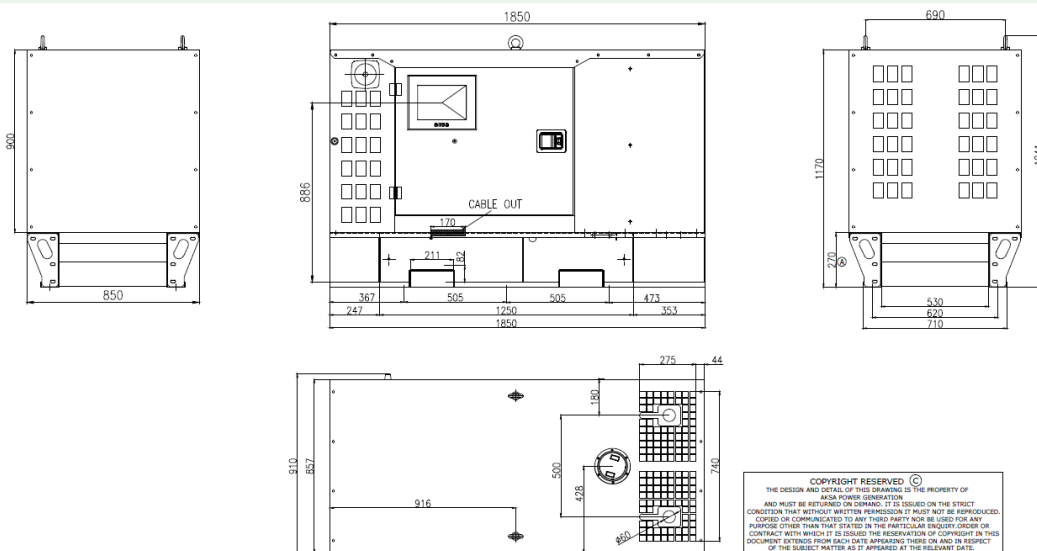 1850
690
900
886
1170
CABLE OUT
170
211
82
270
A
850
367
505
505
473
247
1250
353
1850
530
620
710
275
44
180
910
857
500
740
428
916
ø60
COPYRIGHT RESERVED ©
THE DESIGN AND DETAIL OF THIS DRAWING IS THE PROPERTY OF
AKSA POWER GENERATION
AND MUST BE RETURNED ON DEMAND. IT IS ISSUED ON THE STRICT
CONDITION THAT WITHOUT WRITTEN PERMISSION IT MUST NOT BE REPRODUCED.
COPIED OR COMMUNICATED TO ANY THIRD PARTY NOR BE USED FOR ANY
PURPOSE OTHER THAN THAT STATED IN THE PARTICULAR ENQUIRY.ORDER OR
CONTRACT WITH WHICH IT IS ISSUED THE RESERVATION OF COPYRIGHT IN THIS
DOCUMENT EXTENDS FROM EACH DATE APPEARING THERE ON AND IN RESPECT
OF THE SUBJECT MATTER AS IT APPEARED AT THE RELEVANT DATE.